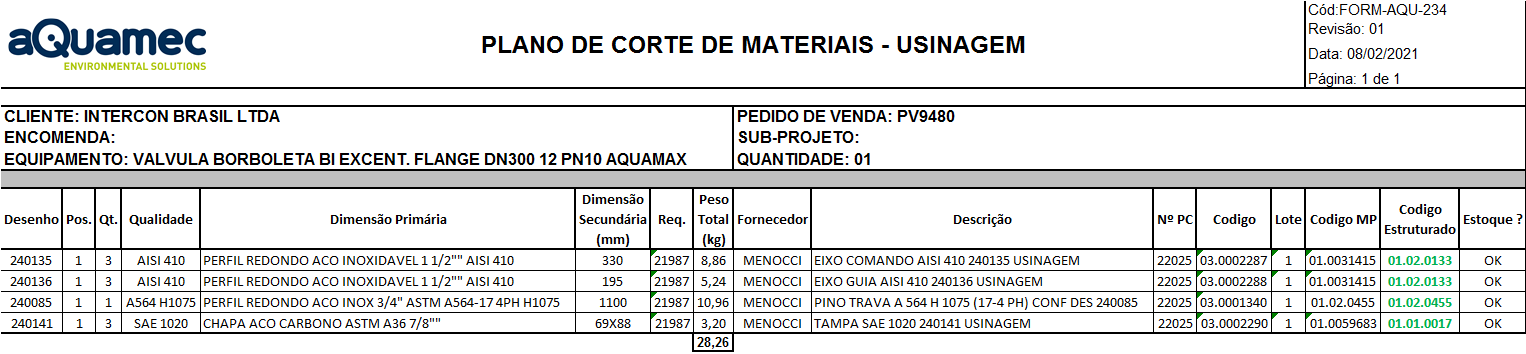 aQuamec
ENVIRONMENTAL SOLUTIONS
PLANO DE CORTE DE MATERIAIS - USINAGEM
Cód:FORM-AQU-234
Revisão: 01
Data: 08/02/2021
Página: 1 de 1
CLIENTE: INTERCON BRASIL LTDA
ENCOMENDA:
EQUIPAMENTO: VALVULA BORBOLETA BI EXCENT. FLANGE DN300 12 PN10 AQUAMAX
PEDIDO DE VENDA: PV9480
SUB-PROJETO:
QUANTIDADE: 01
Desenho Pos. Qt. Qualidade Dimensão Primária Dimensão Secundária (mm) Req. Peso Total (kg) Fornecedor Descrição Nº PC Codigo Lote Codigo MP Codigo Estruturado Estoque ?
240135 1 3 AISI 410 PERFIL REDONDO ACO INOXIDAVEL 1 1/2"" AISI 410 330 21987 8,86 MENOCCI EIXO COMANDO AISI 410 240135 USINAGEM 22025 03.0002287 1 01.0031415 01.02.0133 OK
240136 1 3 AISI 410 PERFIL REDONDO ACO INOXIDAVEL 1 1/2"" AISI 410 195 21987 5,24 MENOCCI EIXO GUIA AISI 410 240136 USINAGEM 22025 03.0002288 1 01.0031415 01.02.0133 OK
240085 1 1 A564 H1075 PERFIL REDONDO ACO INOX 3/4" ASTM A564-17 4PH H1075 1100 21987 10,96 MENOCCI PINO TRAVA A 564 H 1075 (17-4 PH) CONF DES 240085 22025 03.0001340 1 01.02.0455 01.02.0455 OK
240141 1 3 SAE 1020 CHAPA ACO CARBONO ASTM A36 7/8"" 69X88 21987 3,20 MENOCCI TAMPA SAE 1020 240141 USINAGEM 22025 03.0002290 1 01.0059683 01.01.0017 OK
28,26